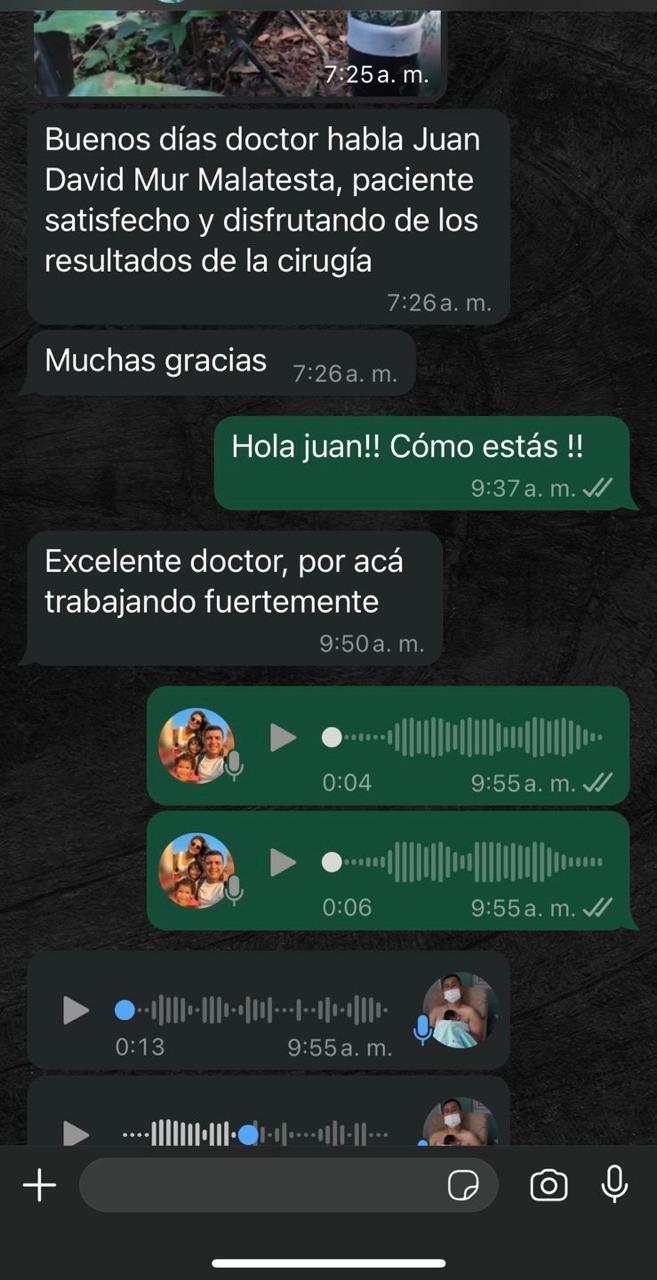 7:25 a. m.
Buenos días doctor habla Juan
David Mur Malatesta, paciente
satisfecho y disfrutando de los
resultados de la cirugía
7:26 a. m.
Muchas gracias 7:26 a. m.
Hola juan!! Cómo estás !!
9:37 a. m.
Excelente doctor, por acá
trabajando fuertemente
9:50 a. m.
0:04 9:55 a. m.
0:06 9:55 a. m.
0:13 9:55 a. m.